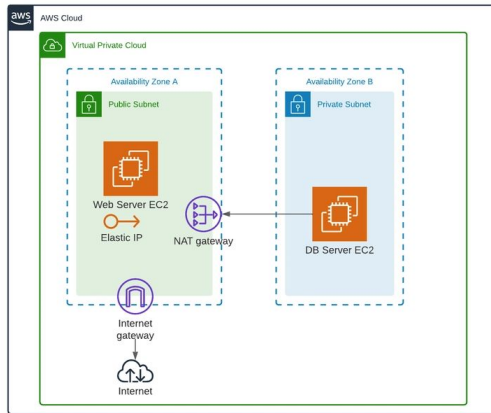 aws
AWS Cloud
Virtual Private Cloud
Availability Zone A
Availability Zone B
Public Subnet
Private Subnet
Web Server EC2
Elastic IP
NAT gateway
DB Server EC2
Internet
gateway
Internet